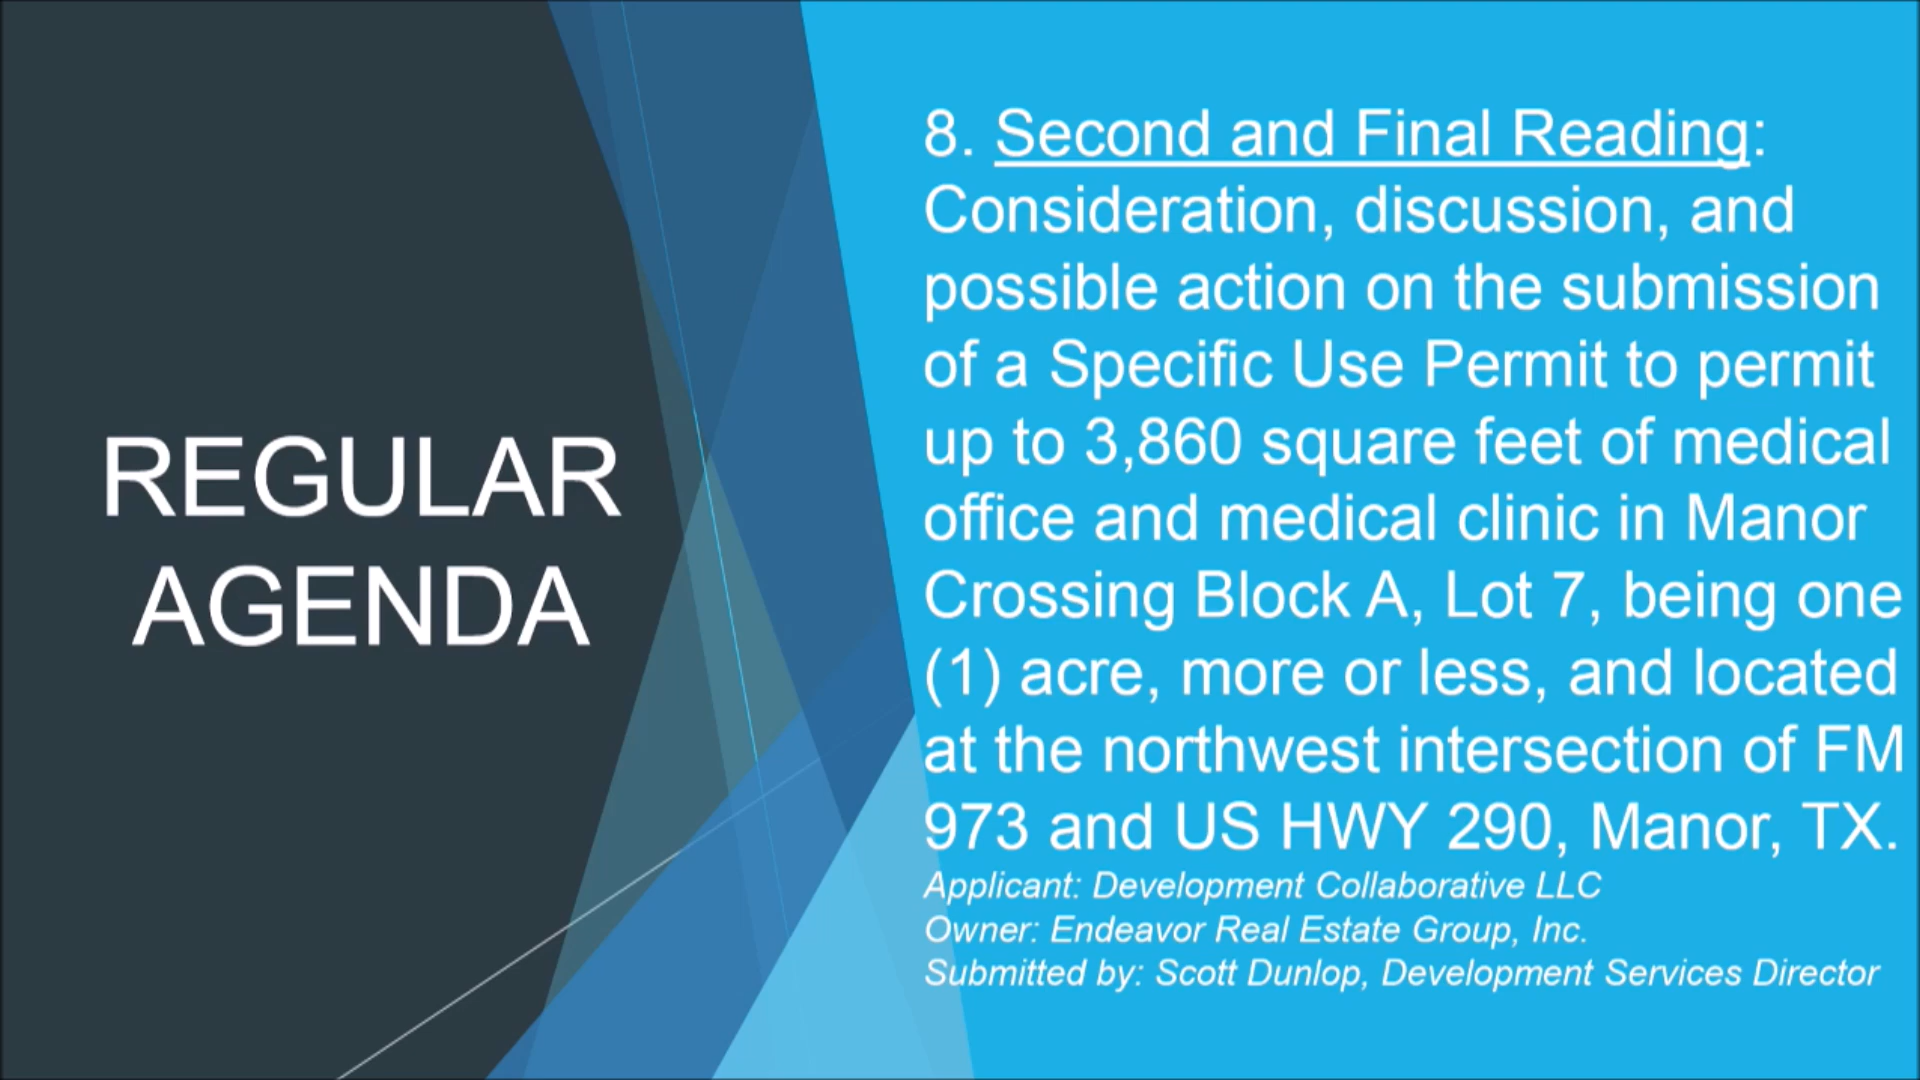 REGULAR
AGENDA
8. Second and Final Reading:
Consideration, discussion, and
possible action on the submission
of a Specific Use Permit to permit
up to 3,860 square feet of medical
office and medical clinic in Manor
Crossing Block A, Lot 7, being one
(1) acre, more or less, and located
at the northwest intersection of FM
973 and US HWY 290, Manor, TX.
Applicant: Development Collaborative LLC
Owner: Endeavor Real Estate Group, Inc.
Submitted by: Scott Dunlop, Development Services Director